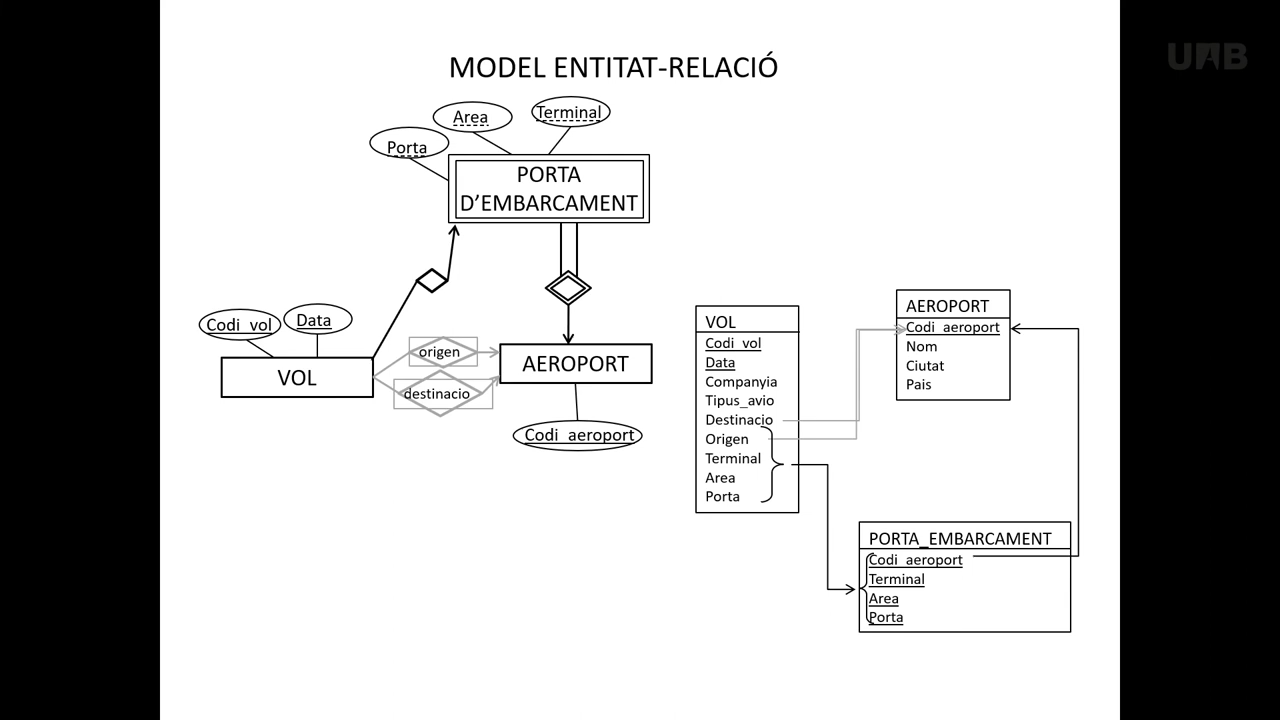 UAB
MODEL ENTITAT-RELACIÓ
Area
Terminal
Porta
PORTA
D'EMBARCAMENT
Codi_vol
Data
VOL
origen
destinacio
AEROPORT
Codi_aeroport
VOL
Codi_vol
Data
Companyia
Tipus_avio
Destinacio
Origen
Terminal
Area
Porta
AEROPORT
Codi_aeroport
Nom
Ciutat
Pais
PORTA_EMBARCAMENT
Codi_aeroport
Terminal
Area
Porta